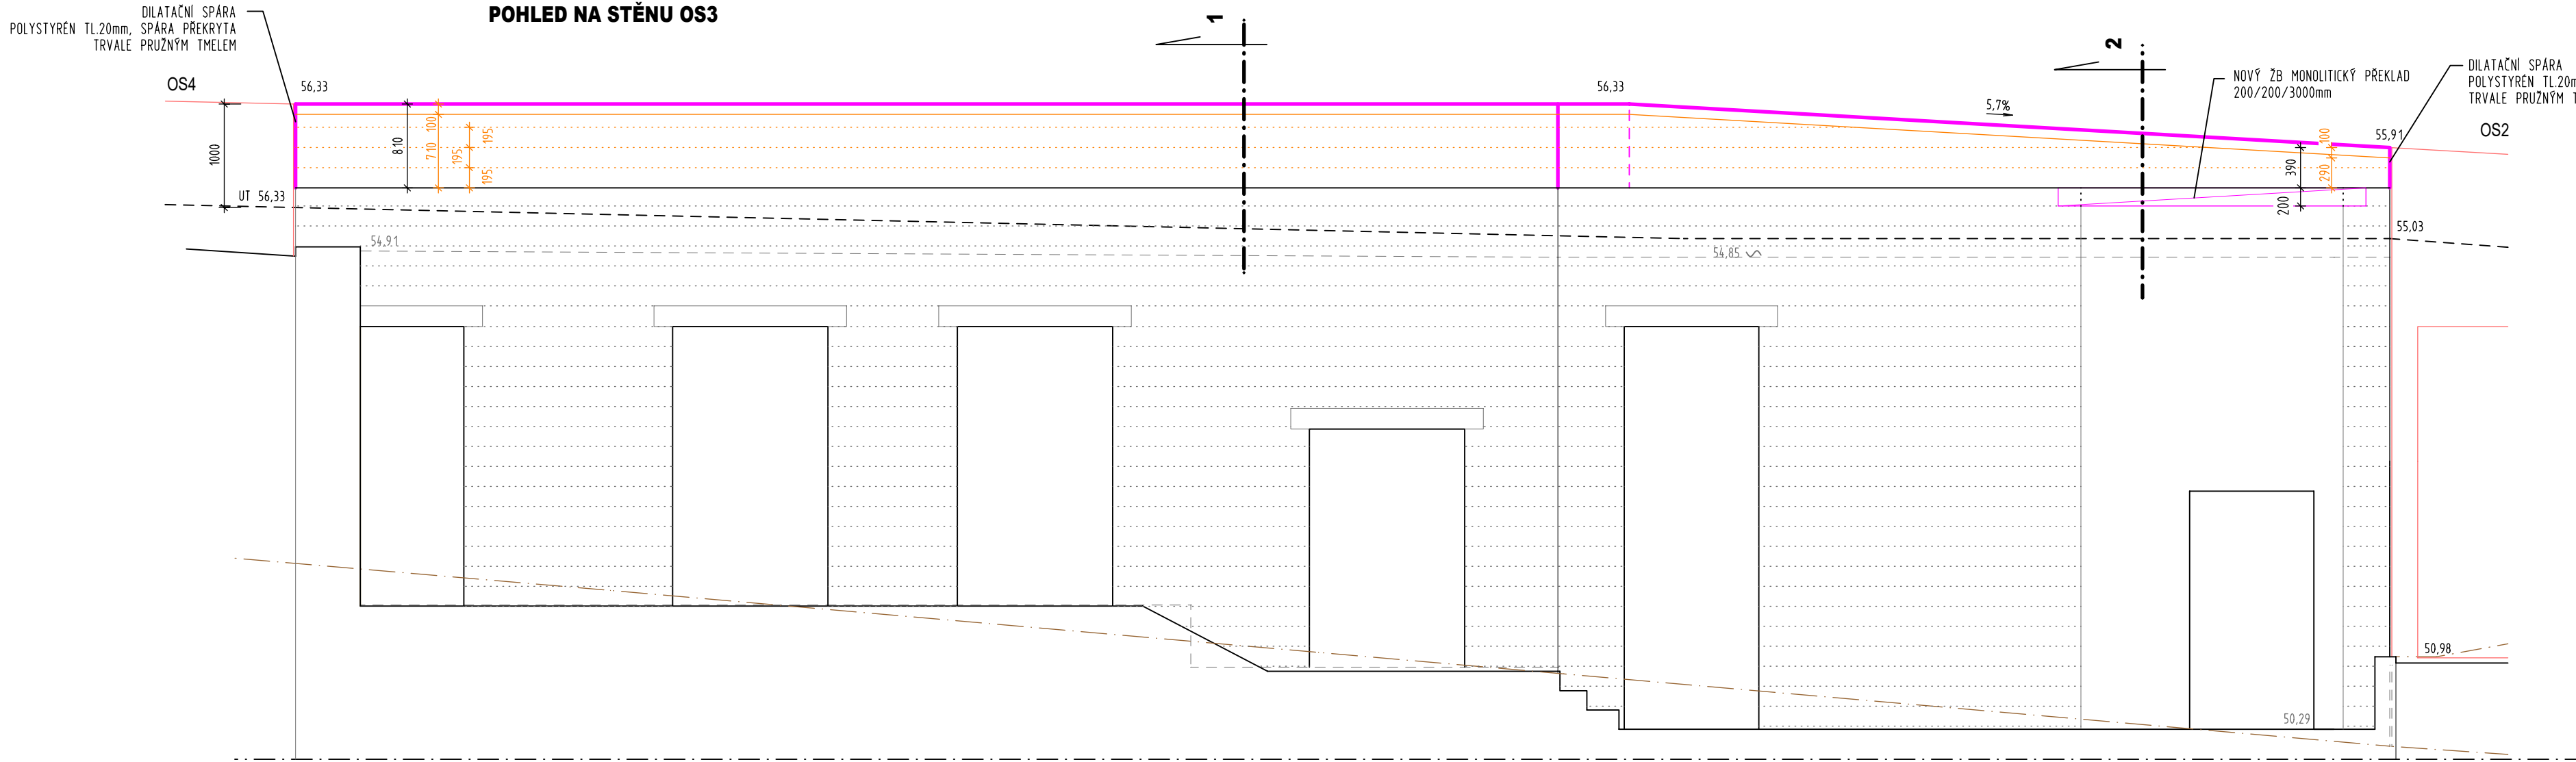 POHLED NA STĚNU OS3
DILATAČNÍ SPÁRA
POLYSTYRÉN TL.20mm, SPÁRA PŘEKRYTA
TRVALE PRUŽNÝM TMELEM
OS4
56,33
1
56,33
2
NOVÝ ŽB MONOLITICKÝ PŘEKLAD
200/200/3000mm
DILATAČNÍ SPÁRA
POLYSTYRÉN TL.20m
TRVALE PRUŽNÝM T
OS2
5,7%
55,91
1000
810
100
710
195
195
195
100
390
290
200
UT 56,33
54,91
54,85
55,03
50,98
50,29